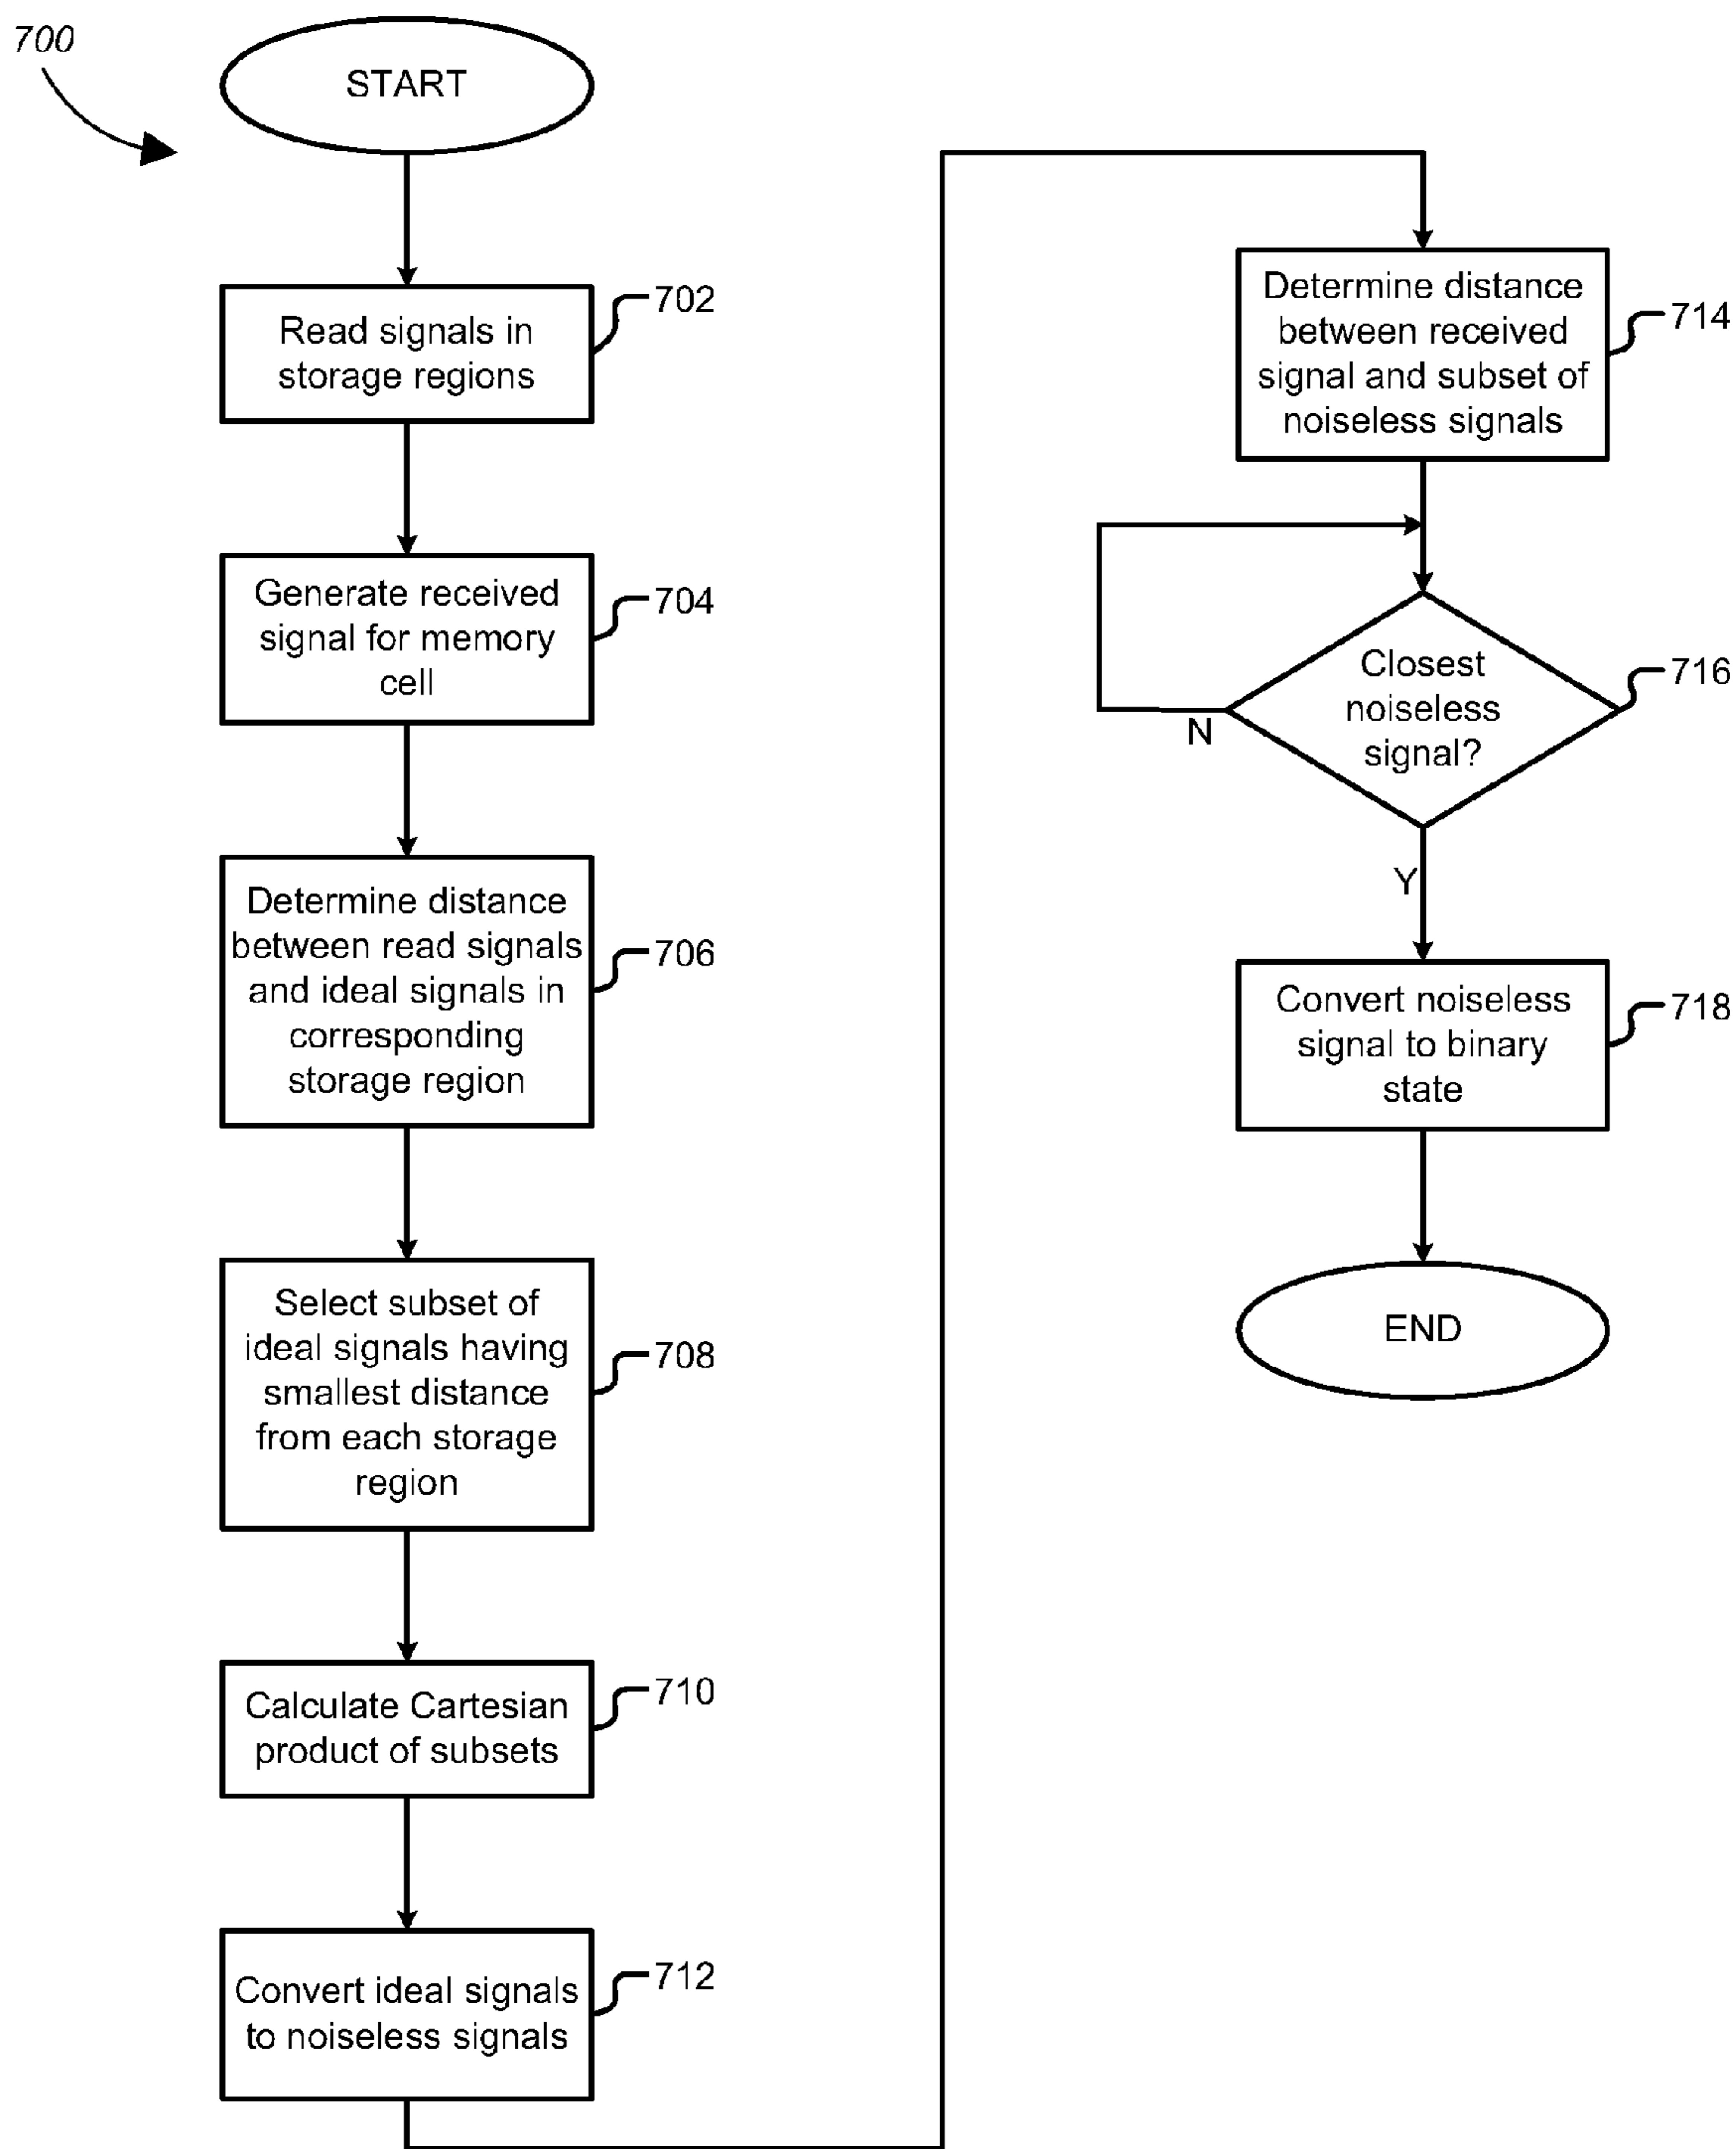 700
START
Read signals in
storage regions
702
Generate received
signal for memory
cell
704
Determine distance
between read signals
and ideal signals in
corresponding
storage region
706
Select subset of
ideal signals having
smallest distance
from each storage
region
708
Calculate Cartesian
product of subsets
710
Convert ideal signals
to noiseless signals
712
Determine distance
between received
signal and subset of
noiseless signals
714
Closest
noiseless
signal?
716
N
Y
Convert noiseless
signal to binary
state
718
END